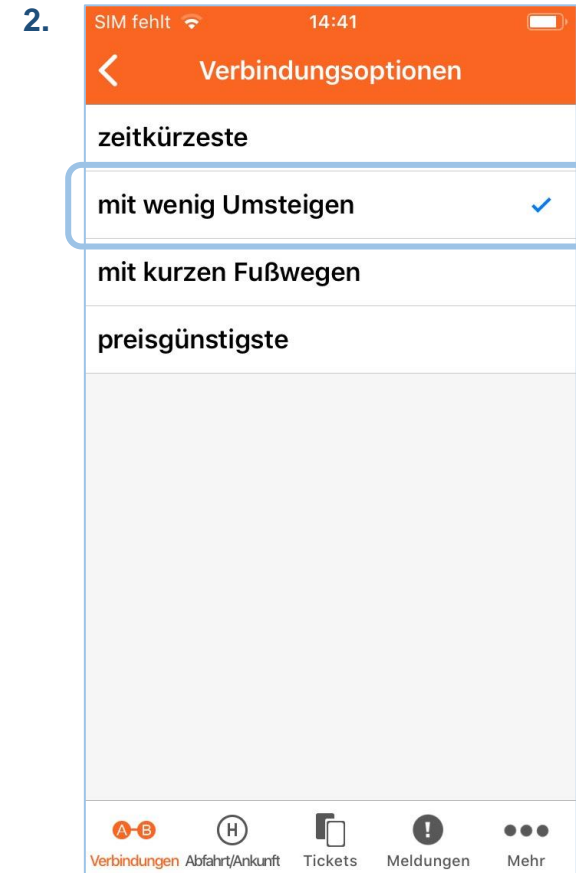 2.
SIM fehlt 14:41
Verbindungsoptionen
zeitkürzeste
mit wenig Umsteigen
mit kurzen Fußwegen
preisgünstigste
A B H !
Verbindungen Abfahrt/Ankunft Tickets Meldungen Mehr